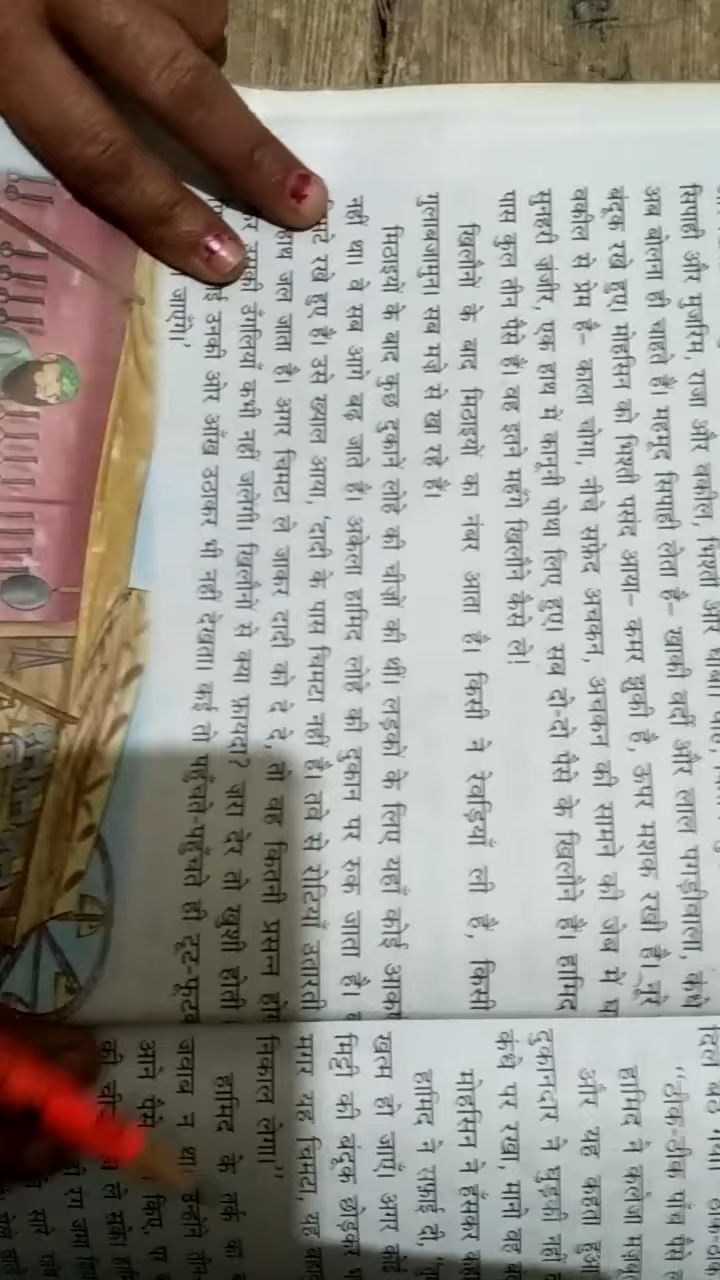 सिपाही और मुजरिम, राजा और वकील, भिश्ती और
अब बोलना ही चाहते हैं। महमूद सिपाही लेता है– खाकी वर्दी और लाल पगड़ीवाला, कंधे
बंदूक रखे हुए। मोहसिन को भिश्ती पसंद आया– कमर झुकी है, ऊपर मशक रखी है। नूरे
वकील से प्रेम है– काला चोगा, नीचे सफ़ेद अचकन, अचकन की सामने की जेब में घ
सुनहरी जंजीर, एक हाथ में कानूनी पोथा लिए हुए। सब दो-दो पैसे के खिलौने हैं। हामिद
पास कुल तीन पैसे हैं। वह इतने महँगे खिलौने कैसे ले!
खिलौनों के बाद मिठाइयों का नंबर आता है। किसी ने रेवड़ियां ली हैं, किसी
गुलाबजामुन। सब मज़े से खा रहे हैं।
मिठाइयों के बाद कुछ दुकानें लोहे की चीजों की थीं। लड़कों के लिए यहां कोई आक
नहीं था। वे सब आगे बढ़ जाते हैं। अकेला हामिद लोहे की दुकान पर रुक जाता है।
मटे रखे हुए हैं। उसे ख्याल आया, 'दादी के पास चिमटा नहीं है। तवे से रोटियां उतारती
हाथ जल जाता है। अगर चिमटा ले जाकर दादी को दे दे, तो वह कितनी प्रसन्न हों
उंगलियां कभी नहीं जलेंगी। खिलौनों से क्या फ़ायदा? जरा देर तो खुशी होती
उनकी ओर आंख उठाकर भी नहीं देखता। कई तो पहुँचते-पहुँचते ही टूट-फूट
जाएंगे।'
दिल बैठ गया।
"ठीक-ठीक पांच पैसे
हामिद ने कलेजा मज़बू
और यह कहता हुआ
दुकानदार ने घुड़की नहीं
कंधे पर रखा, मानो वह ब
मोहसिन ने हंसकर क
हामिद ने सफ़ाई दी,
खत्म हो जाएं। अगर कोई
मिट्टी की बंदूक छोड़कर
मगर यह चिमटा, यह बहा
निकाल लेगा।"
हामिद के तर्क का
जवाब न था। उन्होंने तीन
आने पैसे